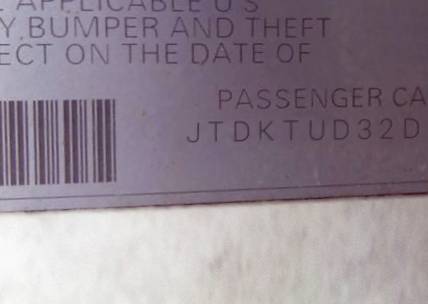 APPLICABLE U S
Y, BUMPER AND THEFT
ECT ON THE DATE OF
PASSENGER CA
JTDKTUD32D